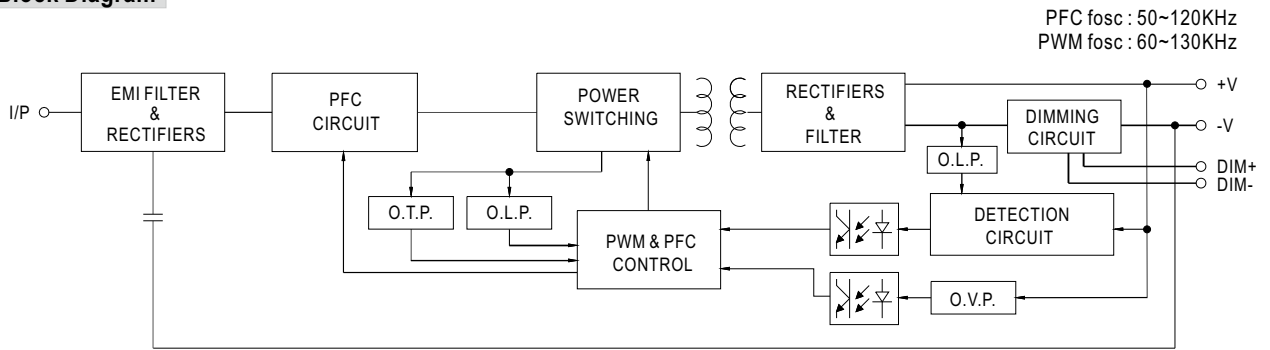 Block Diagram
PFC fosc : 50~120KHz
PWM fosc : 60~130KHz
I/P
EMI FILTER
&
RECTIFIERS
PFC
CIRCUIT
POWER
SWITCHING
RECTIFIERS
&
FILTER
DIMMING
CIRCUIT
+V
-V
DIM+
DIM-
O.L.P.
O.T.P.
O.L.P.
PWM & PFC
CONTROL
DETECTION
CIRCUIT
O.V.P.